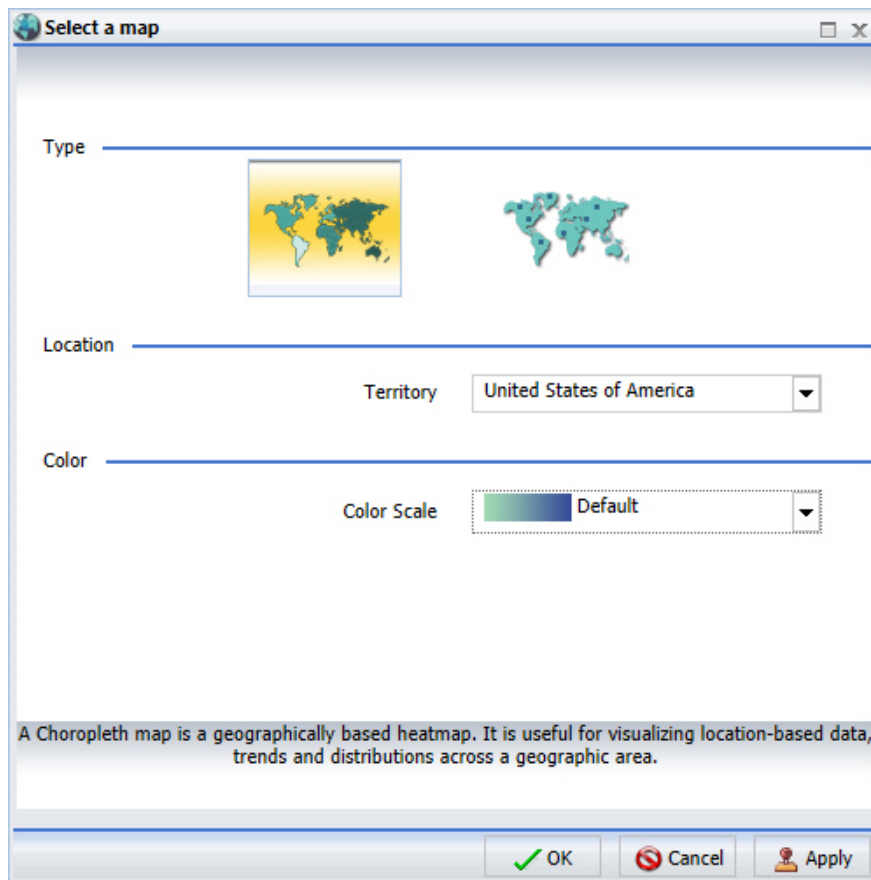 Select a map
Type
Location
Territory
United States of America
Color
Color Scale
Default
A Choropleth map is a geographically based heatmap. It is useful for visualizing location-based data,
trends and distributions across a geographic area.
OK
Cancel
Apply